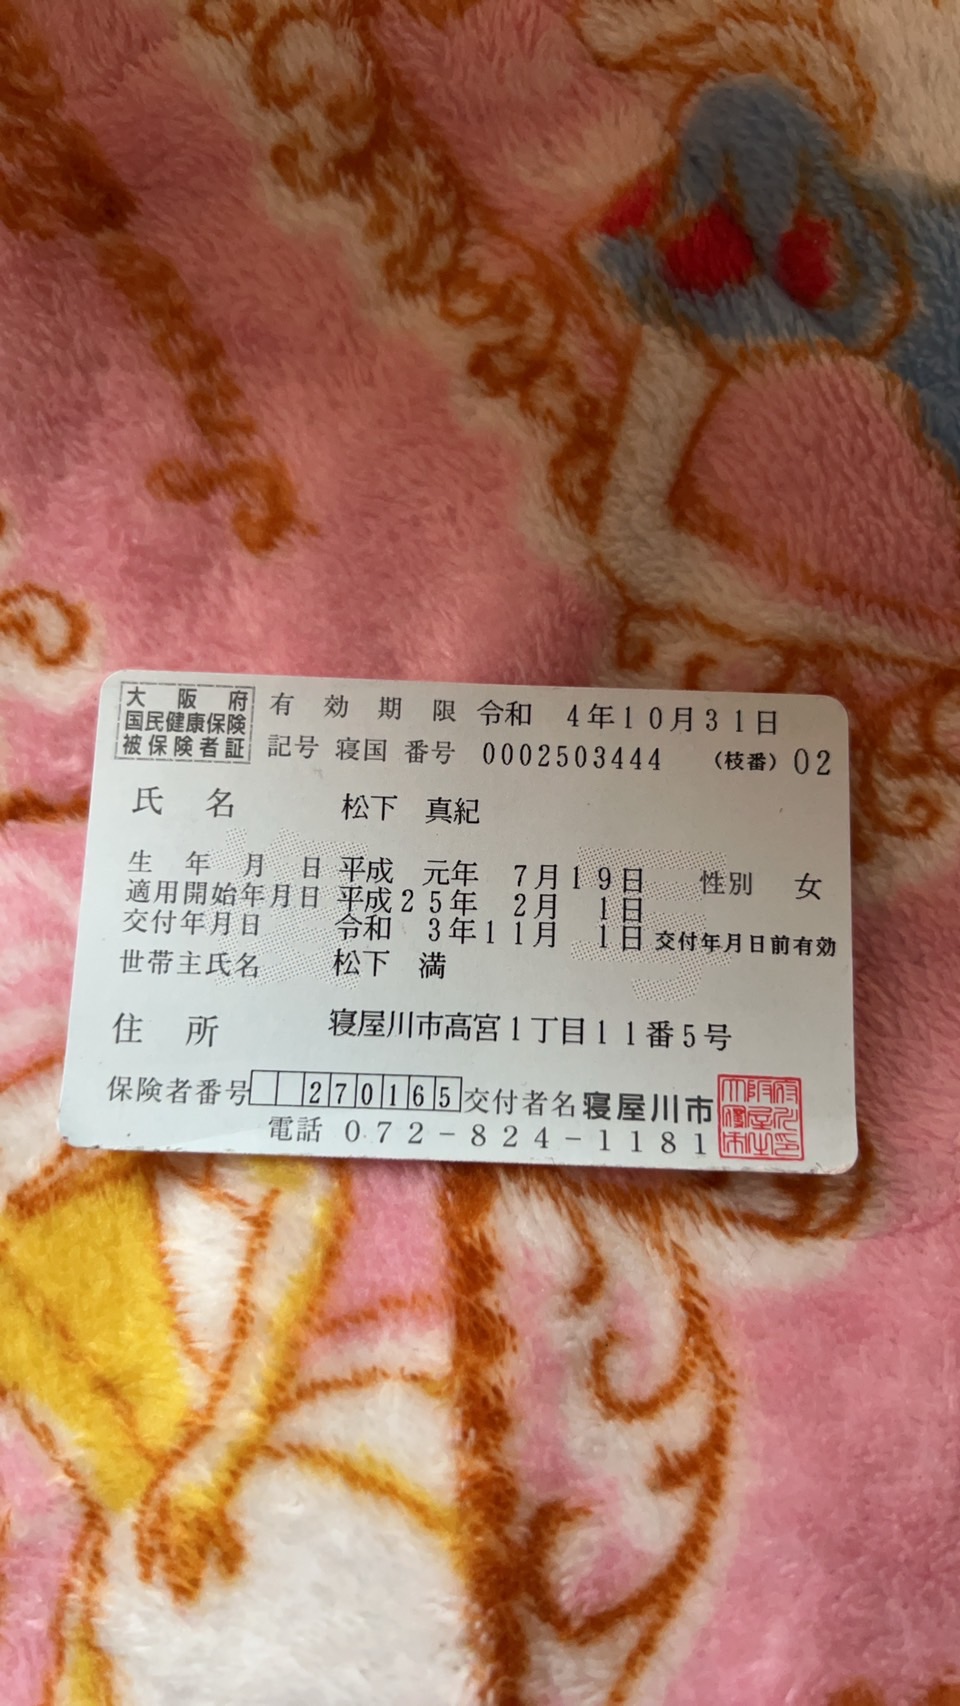 大阪府
国民健康保険
被保険者証
有効期限 令和 4年10月31日
記号 寝国 番号 0002503444 (枝番) 02
氏名 松下 真紀
生年月日 平成 元年 7月19日 性別 女
適用開始年月日 平成25年 2月 1日
交付年月日 令和 3年11月 1日 交付年月日前有効
世帯主氏名 松下 満
住所 寝屋川市高宮1丁目11番5号
保険者番号 270165 交付者名 寝屋川市
電話 072-824-1181